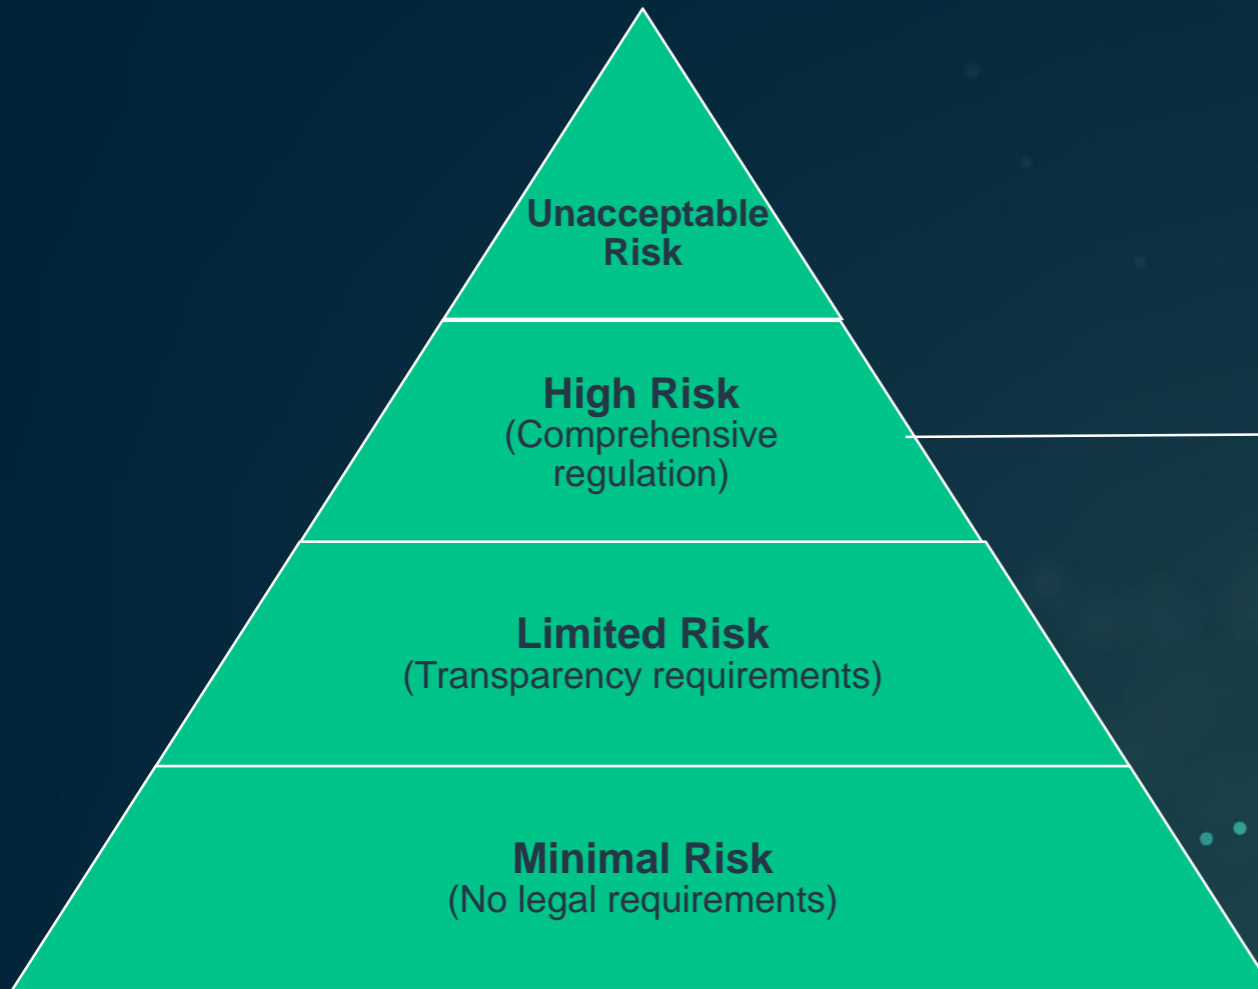 Unacceptable
Risk
High Risk
(Comprehensive
regulation)
Limited Risk
(Transparency requirements)
Minimal Risk
(No legal requirements)